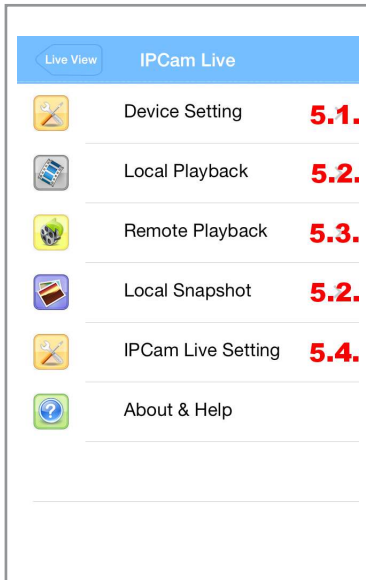 Live View IPCam Live
Device Setting 5.1.
Local Playback 5.2.
Remote Playback 5.3.
Local Snapshot 5.2.
IPCam Live Setting 5.4.
About & Help